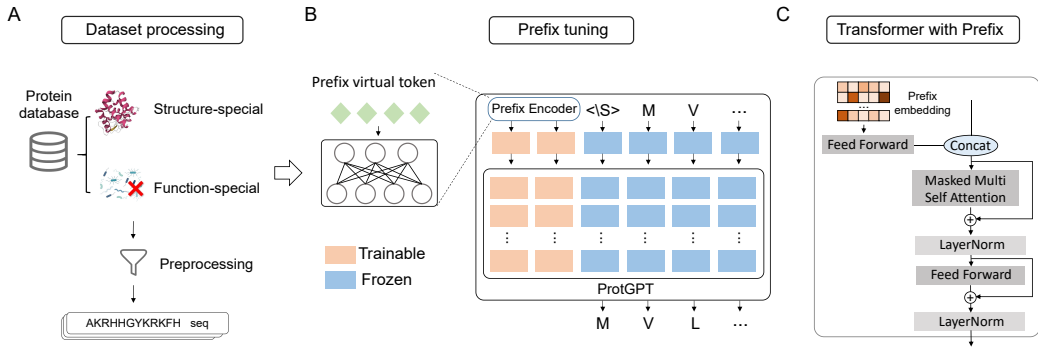 A
Dataset processing
Protein
database
Structure-special
Function-special
Preprocessing
AKRHHGYKRKFH seq
B
Prefix tuning
Prefix virtual token
Trainable
Frozen
Prefix Encoder <\S> M V ...
ProtGPT
M V L ...
C
Transformer with Prefix
Prefix
embedding
...
Feed Forward
Concat
Masked Multi
Self Attention
LayerNorm
Feed Forward
LayerNorm